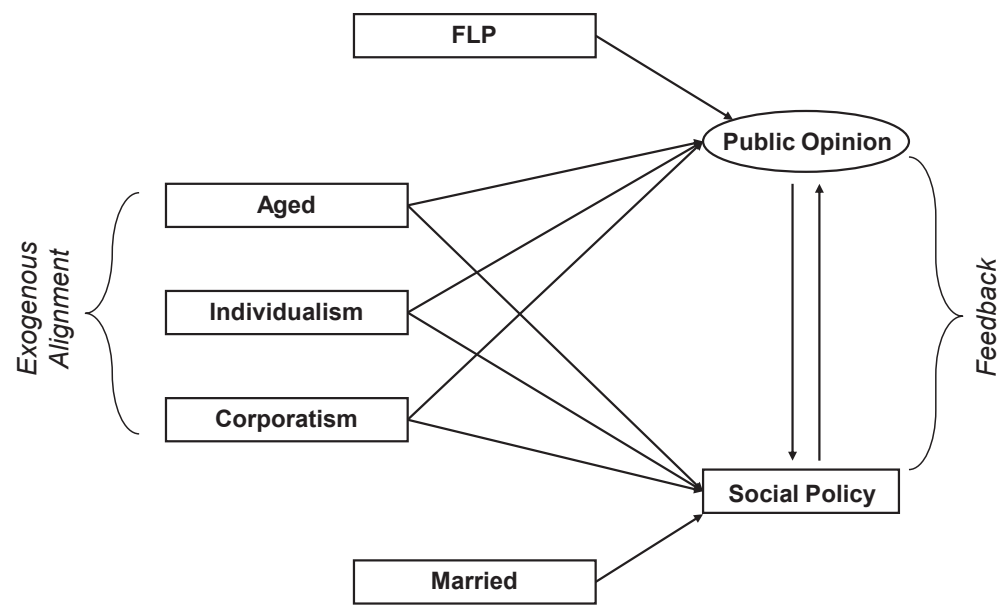 FLP
Public Opinion
Aged
Exogenous
Alignment
Individualism
Feedback
Corporatism
Social Policy
Married